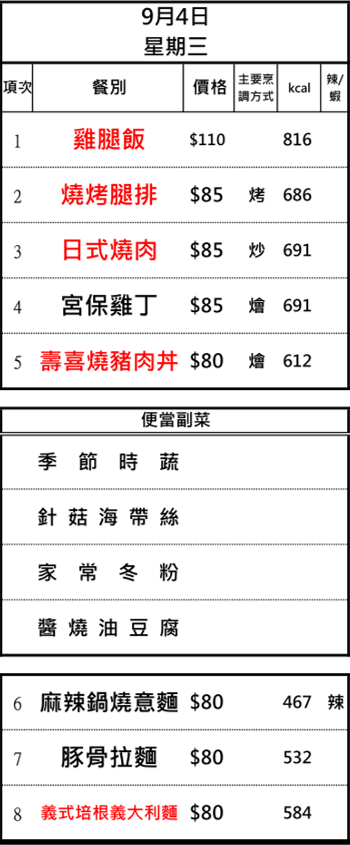 9月4日
星期三
項次 餐別 價格 主要烹調方式 kcal 辣/蝦
1 雞腿飯 $110 816
2 燒烤腿排 $85 烤 686
3 日式燒肉 $85 炒 691
4 宮保雞丁 $85 燴 691
5 壽喜燒豬肉丼 $80 燴 612
便當副菜
季節時蔬
針菇海帶絲
家常冬粉
醬燒油豆腐
6 麻辣鍋燒意麵 $80 467 辣
7 豚骨拉麵 $80 532
8 義式培根義大利麵 $80 584